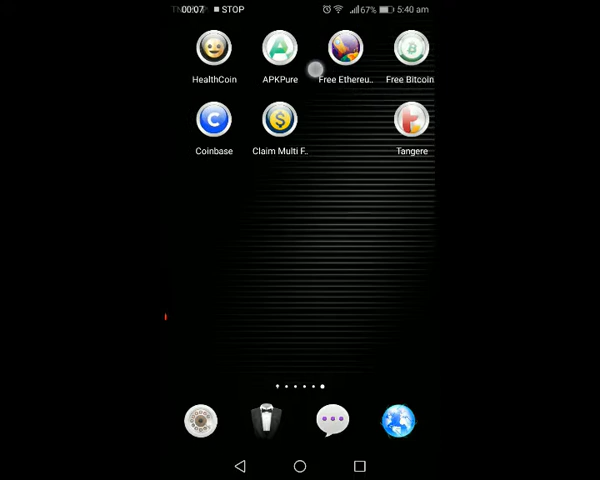 00:07 STOP 67% 5:40 am
HealthCoin APKPure Free Ethereu.. Free Bitcoin
Coinbase Claim Multi F.. Tangere